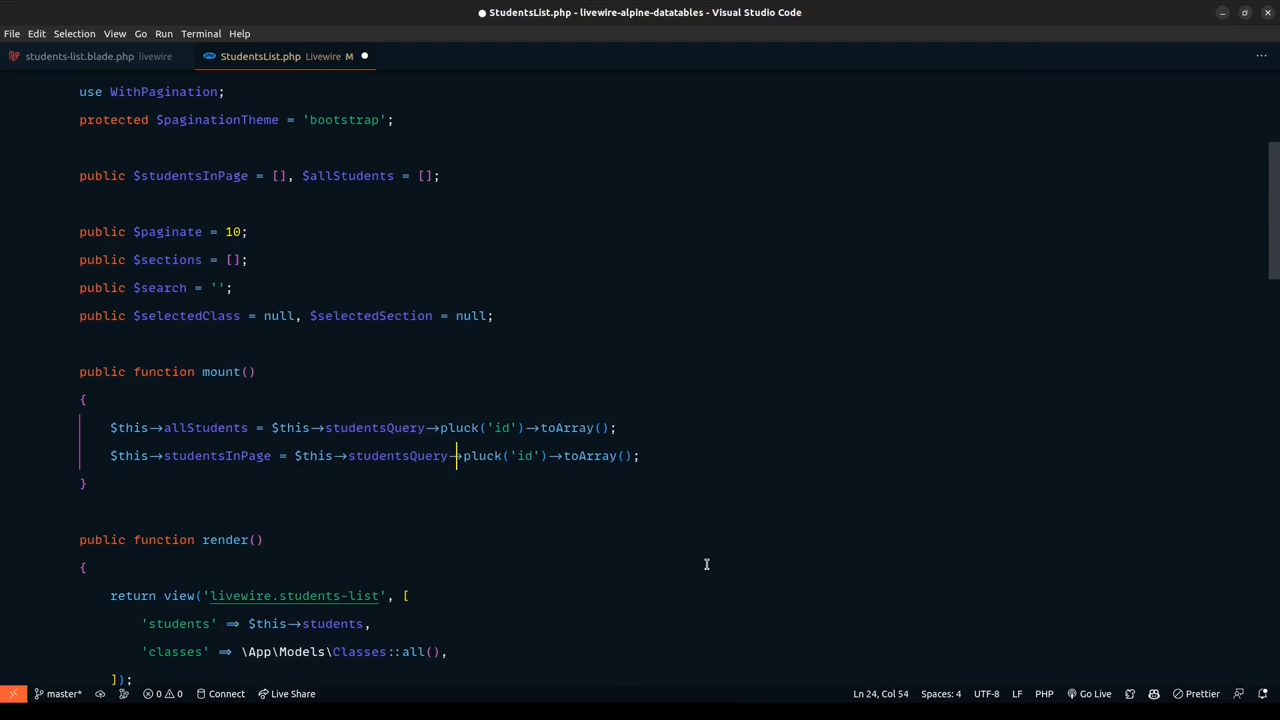 StudentsList.php - livewire-alpine-datatables - Visual Studio Code
File Edit Selection View Go Run Terminal Help
students-list.blade.php livewire StudentsList.php Livewire M
use WithPagination;
protected $paginationTheme = 'bootstrap';
public $studentsInPage = [], $allStudents = [];
public $paginate = 10;
public $sections = [];
public $search = '';
public $selectedClass = null, $selectedSection = null;
public function mount()
{
$this->allStudents = $this->studentsQuery->pluck('id')->toArray();
$this->studentsInPage = $this->studentsQuery->pluck('id')->toArray();
}
public function render()
{
return view('livewire.students-list', [
'students' => $this->students,
'classes' => \App\Models\Classes::all(),
]);
master* 0 0 Connect Live Share Ln 24, Col 54 Spaces: 4 UTF-8 LF PHP Go Live Prettier